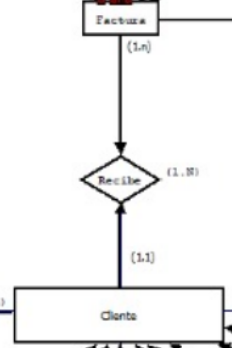 Factura
(1.n)
Recibe
(1.N)
(1.1)
)
Cliente